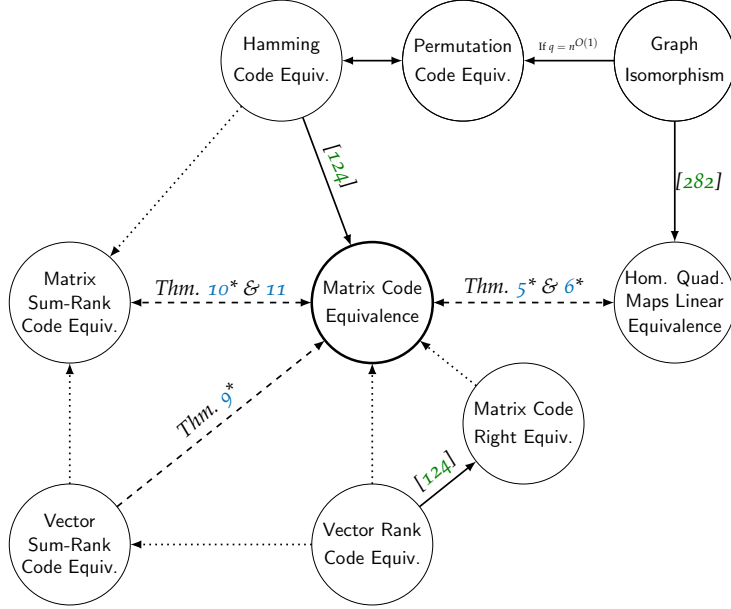 Hamming
Code Equiv.
Permutation
Code Equiv.
If q = n^{O(1)}
Graph
Isomorphism
[124]
[282]
Matrix
Sum-Rank
Code Equiv.
Thm. 10* & 11
Matrix Code
Equivalence
Thm. 5* & 6*
Hom. Quad.
Maps Linear
Equivalence
Thm. 9*
Matrix Code
Right Equiv.
[124]
Vector
Sum-Rank
Code Equiv.
Vector Rank
Code Equiv.